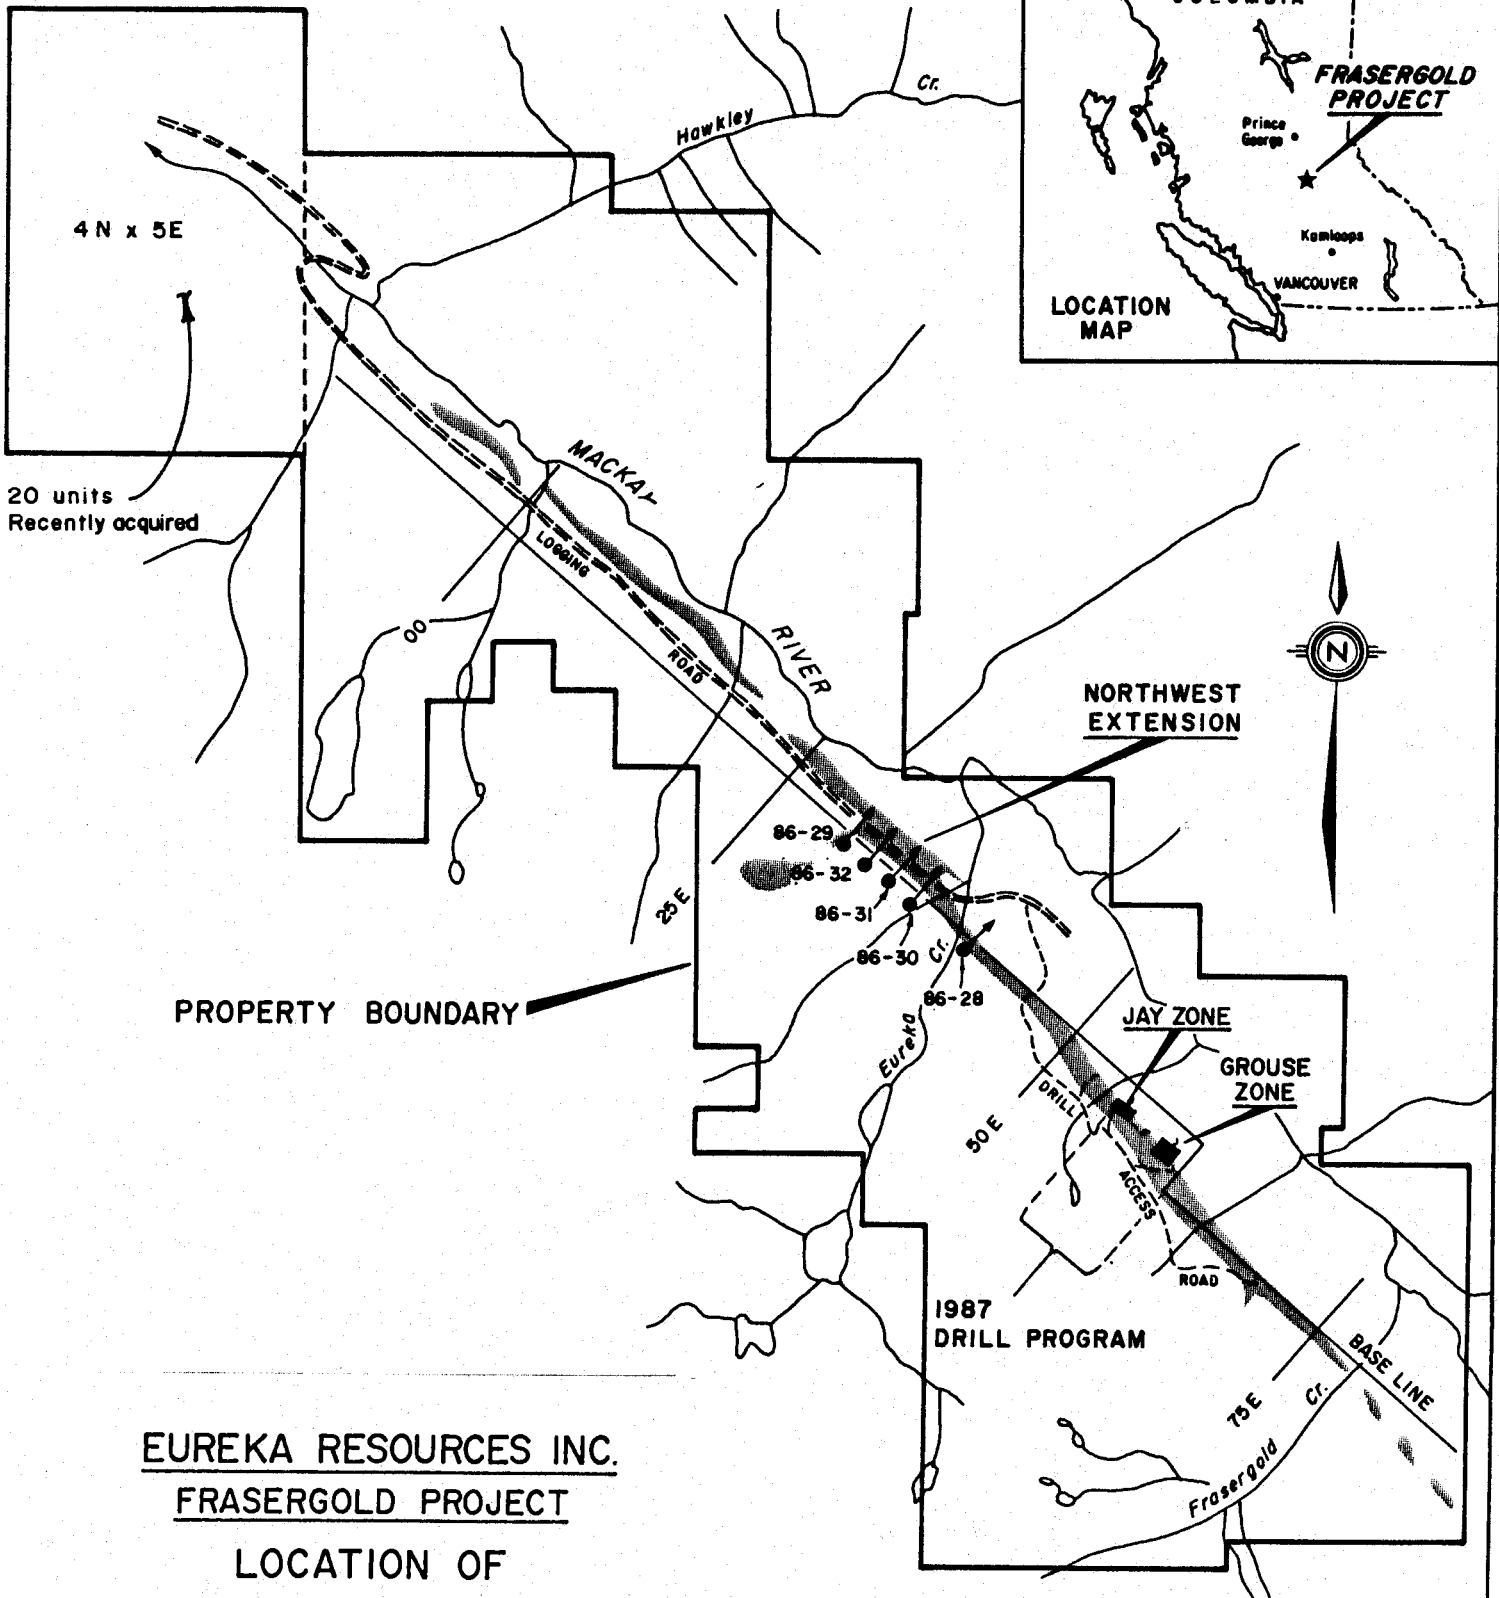 COLUMBIA
FRASERGOLD
PROJECT
Prince
George
Kamloops
VANCOUVER
LOCATION
MAP
Cr.
Hawkley
4N x 5E
20 units
Recently acquired
MACKAY
RIVER
LOGGING
ROAD
00
N
NORTHWEST
EXTENSION
86-29
86-32
86-31
86-30
86-28
25E
Cr.
Eureka
PROPERTY BOUNDARY
JAY ZONE
GROUSE
ZONE
50E
DRILL
ACCESS
ROAD
1987
DRILL PROGRAM
BASE LINE
75E
Cr.
Frasergold
EUREKA RESOURCES INC.
FRASERGOLD PROJECT
LOCATION OF